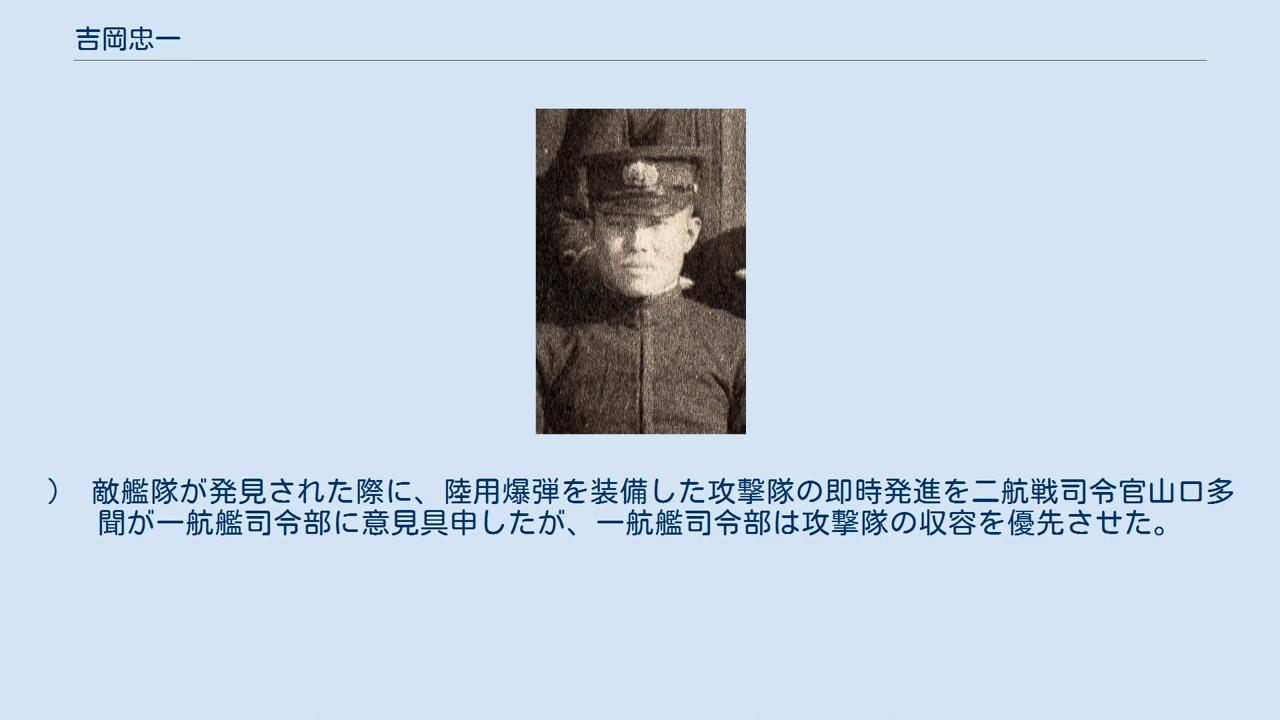 吉岡忠一
） 敵艦隊が発見された際に、陸用爆弾を装備した攻撃隊の即時発進を二航戦司令官山口多
聞が一航艦司令部に意見具申したが、一航艦司令部は攻撃隊の収容を優先させた。